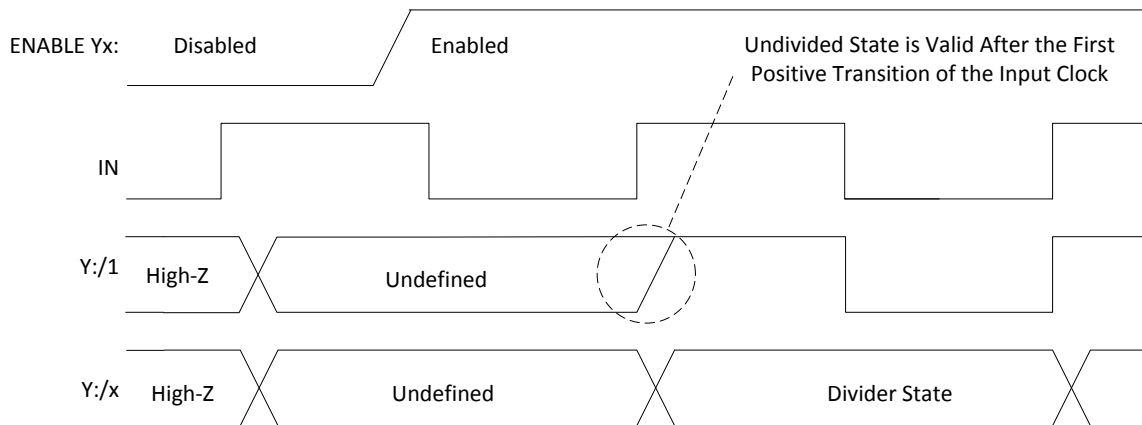 ENABLE Yx:
Disabled
Enabled
Undivided State is Valid After the First
Positive Transition of the Input Clock
IN
Y:/1
High-Z
Undefined
Y:/x
High-Z
Undefined
Divider State